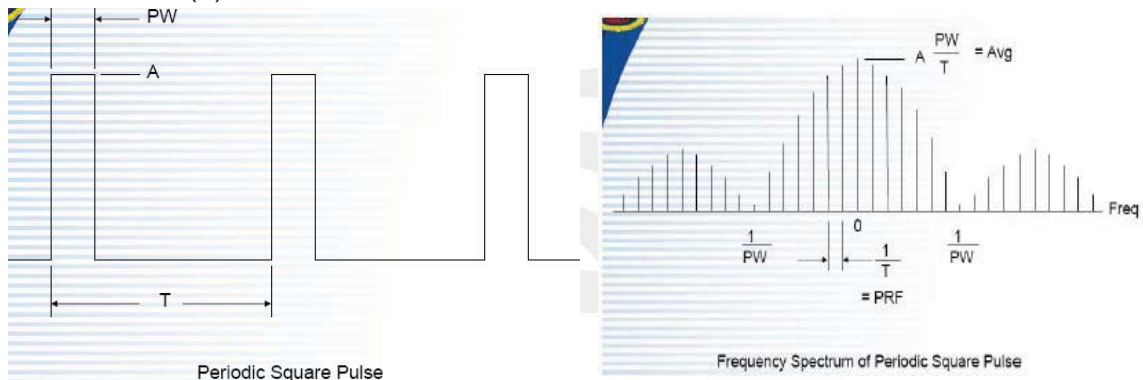 PW
A
T
Periodic Square Pulse
A PW/T = Avg
Freq
0
1/PW
1/PW
1/T
= PRF
Frequency Spectrum of Periodic Square Pulse